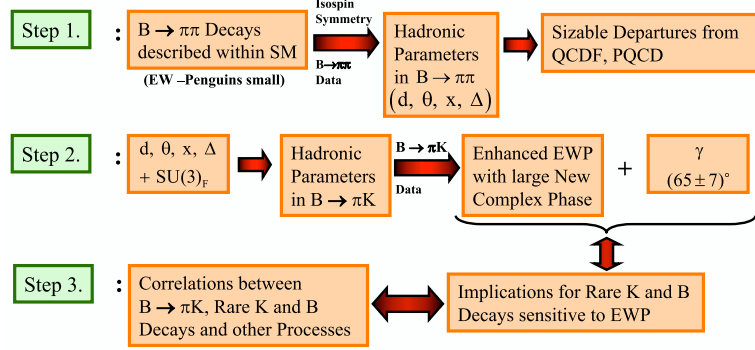 Step 1.
:
B → ππ Decays
described within SM
(EW –Penguins small)
Isospin
Symmetry
B→ππ
Data
Hadronic
Parameters
in B → ππ
(d, θ, x, Δ)
Sizable Departures from
QCDF, PQCD
Step 2.
:
d, θ, x, Δ
+ SU(3)F
Hadronic
Parameters
in B → πK
B → πK
Data
Enhanced EWP
with large New
Complex Phase
+
γ
(65 ± 7)°
Step 3.
:
Correlations between
B → πK, Rare K and B
Decays and other Processes
Implications for Rare K and B
Decays sensitive to EWP